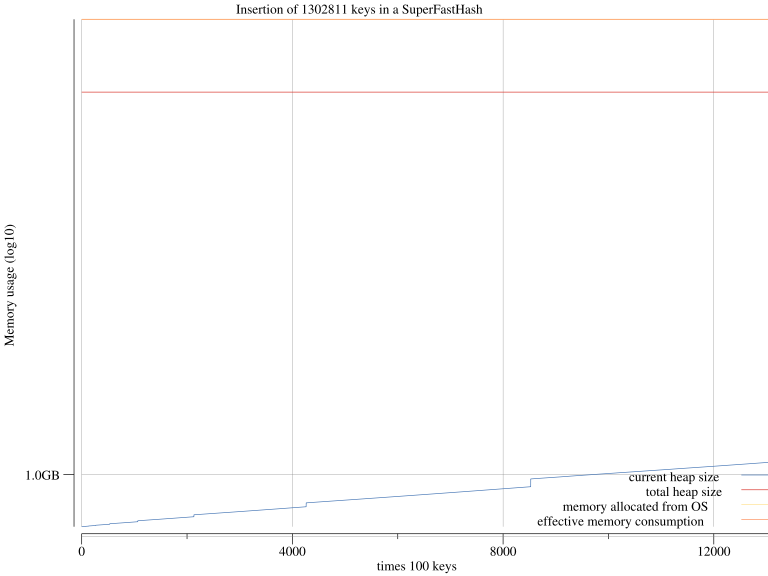 Insertion of 1302811 keys in a SuperFastHash
Memory usage (log10)
1.0GB
current heap size
total heap size
memory allocated from OS
effective memory consumption
0 4000 8000 12000
times 100 keys